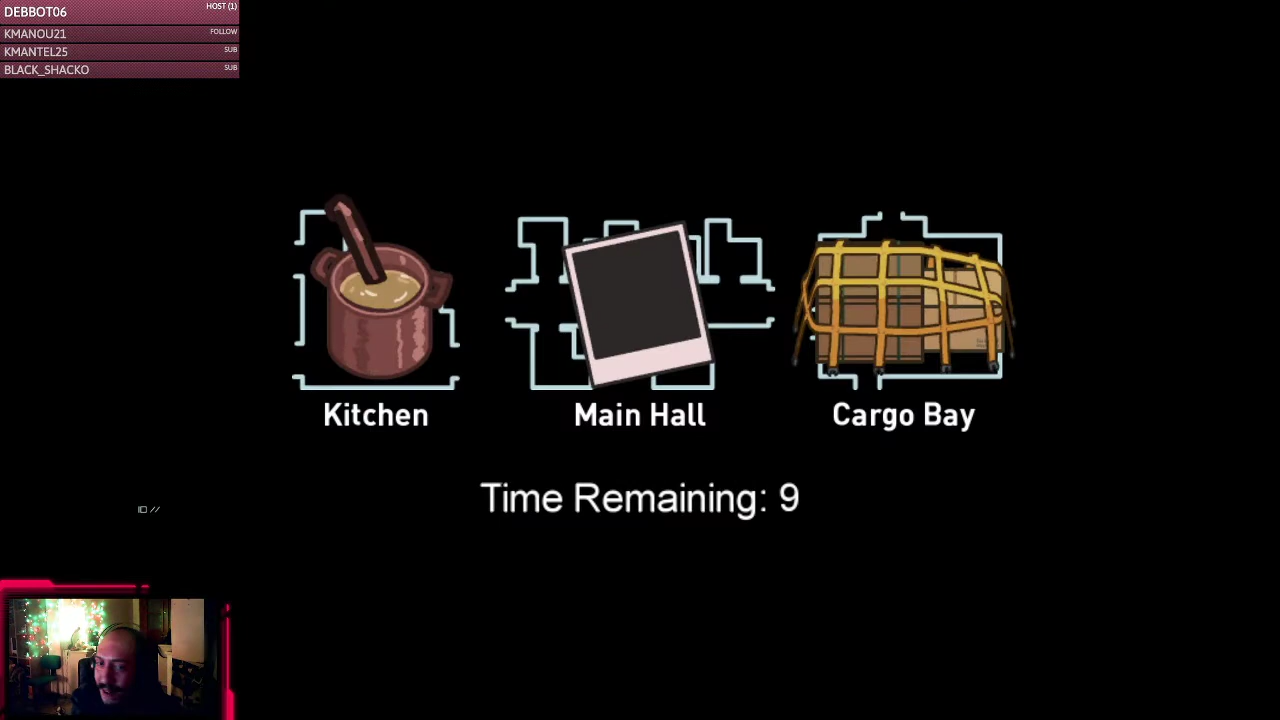 DEBBOT06 HOST (1)
KMANOU21 FOLLOW
KMANTEL25 SUB
BLACK_SHACKO SUB
Kitchen Main Hall Cargo Bay
Time Remaining: 9